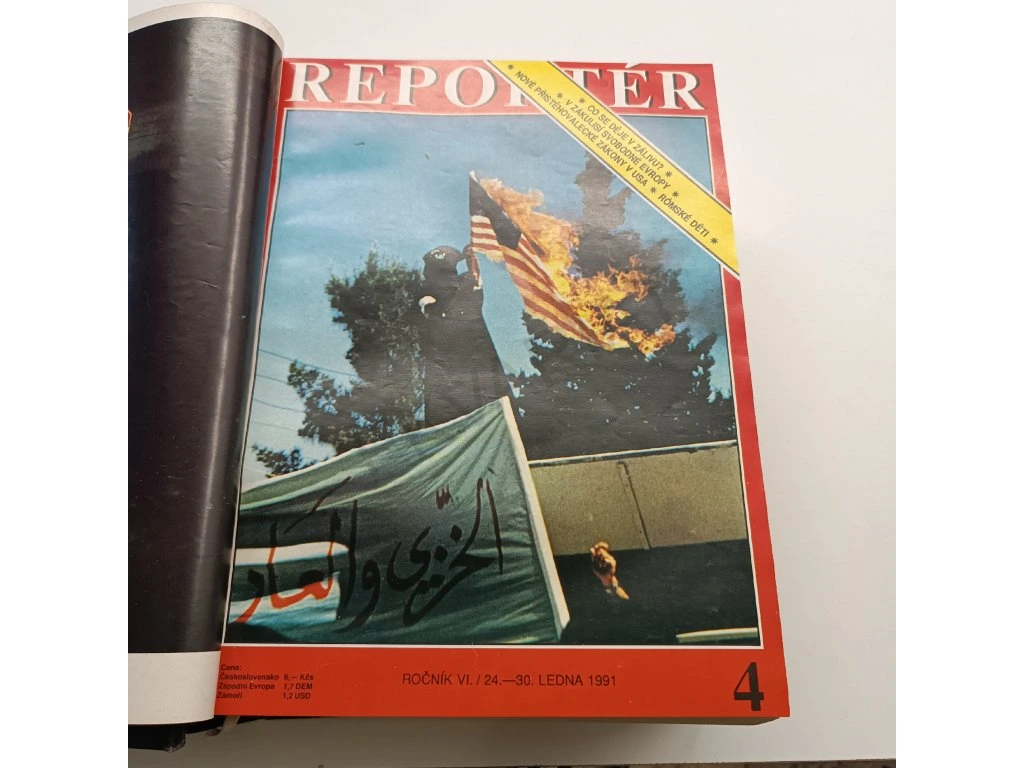 REPORTÉR
* CO SE DĚJE V ZÁLIVU? *
* V ZÁKULISÍ SVOBODNÉ EVROPY *
* NOVÉ PŘISTĚHOVALECKÉ ZÁKONY V USA * RÓMSKÉ DĚTI *
الخزي والعار
Cena:
Československo 6,– Kčs
Západní Evropa 1,7 DEM
Zámoří 1,2 USD
ROČNÍK VI. / 24.—30. LEDNA 1991
4